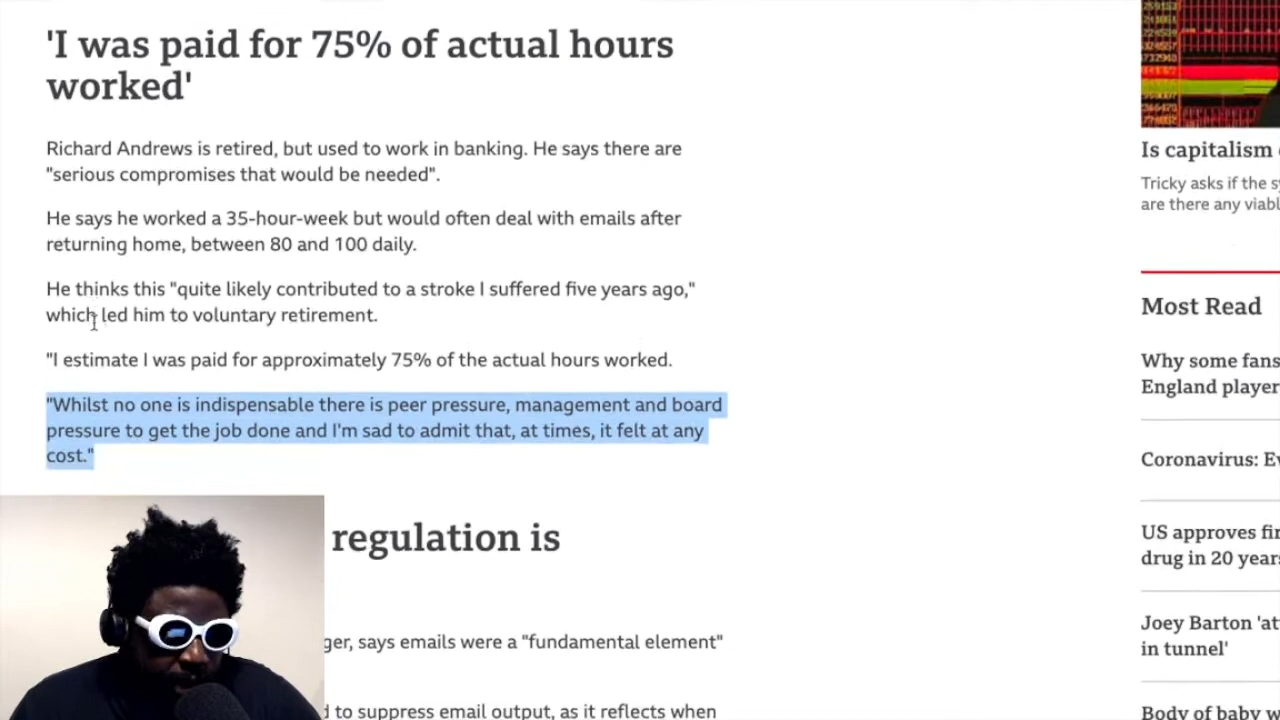 'I was paid for 75% of actual hours
worked'
Richard Andrews is retired, but used to work in banking. He says there are
"serious compromises that would be needed".
He says he worked a 35-hour-week but would often deal with emails after
returning home, between 80 and 100 daily.
He thinks this "quite likely contributed to a stroke I suffered five years ago,"
which led him to voluntary retirement.
"I estimate I was paid for approximately 75% of the actual hours worked.
"Whilst no one is indispensable there is peer pressure, management and board
pressure to get the job done and I'm sad to admit that, at times, it felt at any
cost."
regulation is
ger, says emails were a "fundamental element"
d to suppress email output, as it reflects when
Is capitalism
Tricky asks if the sy
are there any viabl
Most Read
Why some fans
England player
Coronavirus: Ev
US approves fir
drug in 20 years
Joey Barton 'at
in tunnel'
Body of baby w